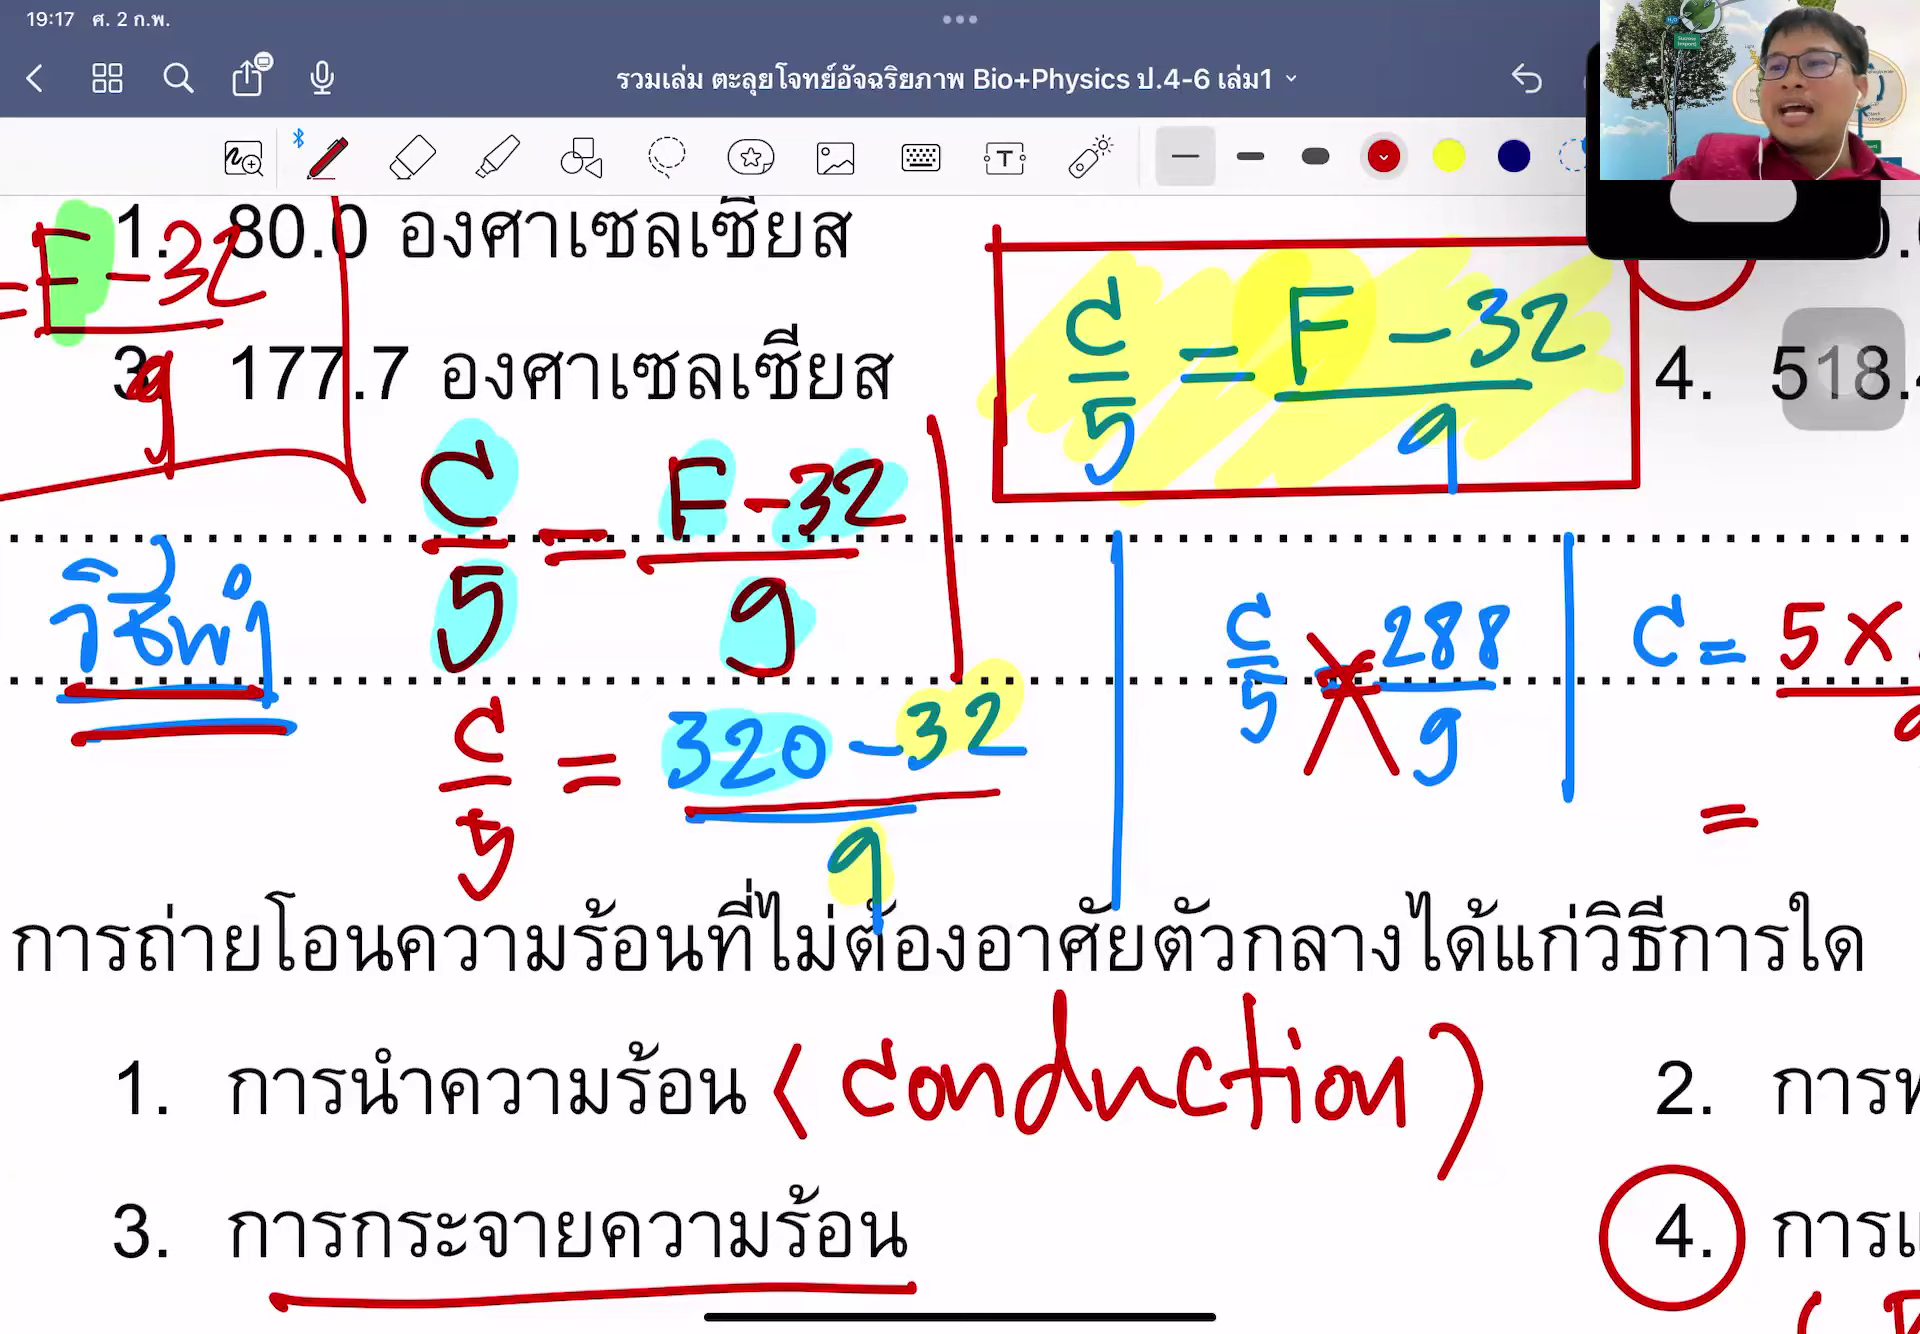 19:17 ศ. 2 ก.พ.
รวมเล่ม ตะลุยโจทย์อัจฉริยภาพ Bio+Physics ป.4-6 เล่ม1
1. 80.0 องศาเซลเซียส
= F - 32
9
3. 177.7 องศาเซลเซียส
C/5 = F - 32/9
4. 518.4
C/5 = F - 32/9
วิธีทำ
C/5 = 320 - 32/9
C/5 = 288/9
C = 5 ×
=
การถ่ายโอนความร้อนที่ไม่ต้องอาศัยตัวกลางได้แก่วิธีการใด
1. การนำความร้อน (conduction)
2.
3. การกระจายความร้อน
4.